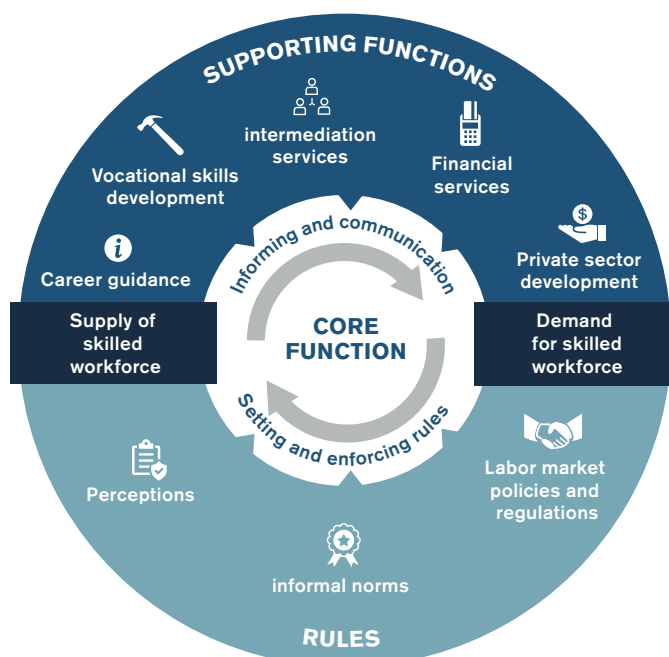 SUPPORTING FUNCTIONS
intermediation
services
Financial
services
Vocational skills
development
Private sector
development
Career guidance
Informing and communication
Supply of
skilled
workforce
CORE
FUNCTION
Demand
for skilled
workforce
Setting and enforcing rules
Perceptions
Labor market
policies and
regulations
informal norms
RULES